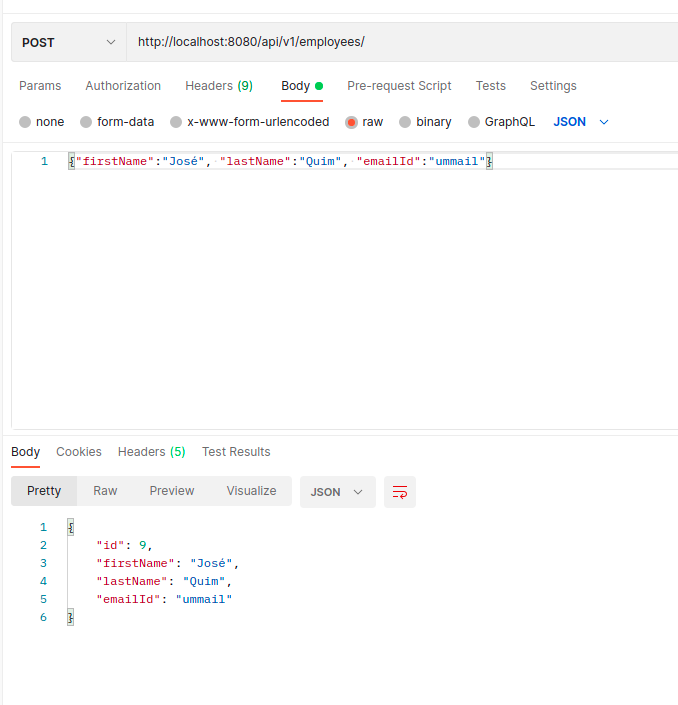 POST http://localhost:8080/api/v1/employees/
Params Authorization Headers (9) Body Pre-request Script Tests Settings
none form-data x-www-form-urlencoded raw binary GraphQL JSON
1 {"firstName":"José", "lastName":"Quim", "emailId":"ummail"}
Body Cookies Headers (5) Test Results
Pretty Raw Preview Visualize JSON
1 {
2 "id": 9,
3 "firstName": "José",
4 "lastName": "Quim",
5 "emailId": "ummail"
6 }